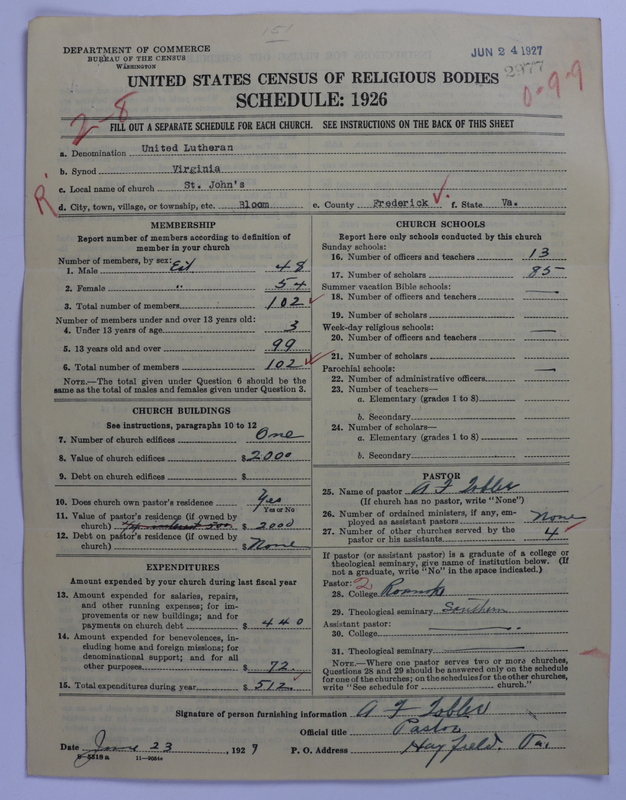 151
DEPARTMENT OF COMMERCE
BUREAU OF THE CENSUS
WASHINGTON
JUN 24 1927
2977
0-9-9
UNITED STATES CENSUS OF RELIGIOUS BODIES
SCHEDULE: 1926
2-8
FILL OUT A SEPARATE SCHEDULE FOR EACH CHURCH. SEE INSTRUCTIONS ON THE BACK OF THIS SHEET
a. Denomination United Lutheran
b. Synod Virginia
c. Local name of church St. John's
R
d. City, town, village, or township, etc. Bloom e. County Frederick f. State Va.
MEMBERSHIP
Report number of members according to definition of
member in your church
Number of members, by sex:
1. Male Est 48
2. Female " 54
3. Total number of members 102
Number of members under and over 13 years old:
4. Under 13 years of age 3
5. 13 years old and over 99
6. Total number of members 102
NOTE.—The total given under Question 6 should be the
same as the total of males and females given under Question 3.
CHURCH BUILDINGS
See instructions, paragraphs 10 to 12
7. Number of church edifices One
8. Value of church edifices $ 2000
9. Debt on church edifices $
10. Does church own pastor's residence Yes
Yes or No
11. Value of pastor's residence (if owned by
church) $ 2000
12. Debt on pastor's residence (if owned by
church) $ None
EXPENDITURES
Amount expended by your church during last fiscal year
13. Amount expended for salaries, repairs,
and other running expenses; for im-
provements or new buildings; and for
payments on church debt $ 440
14. Amount expended for benevolences, in-
cluding home and foreign missions; for
denominational support; and for all
other purposes $ 72
15. Total expenditures during year $ 512
CHURCH SCHOOLS
Report here only schools conducted by this church
Sunday schools:
16. Number of officers and teachers 13
17. Number of scholars 85
Summer vacation Bible schools:
18. Number of officers and teachers —
19. Number of scholars
Week-day religious schools:
20. Number of officers and teachers —
21. Number of scholars
Parochial schools:
22. Number of administrative officers —
23. Number of teachers—
a. Elementary (grades 1 to 8)
b. Secondary
24. Number of scholars—
a. Elementary (grades 1 to 8)
b. Secondary
PASTOR
25. Name of pastor A F Tobler
(If church has no pastor, write "None")
26. Number of ordained ministers, if any, em-
ployed as assistant pastors None
27. Number of other churches served by the
pastor or his assistants 4
If pastor (or assistant pastor) is a graduate of a college or
theological seminary, give name of institution below. (If
not a graduate, write "No" in the space indicated.)
Pastor: 2
28. College Roanoke
29. Theological seminary Southern
Assistant pastor:
30. College —
31. Theological seminary —
NOTE.—Where one pastor serves two or more churches,
Questions 28 and 29 should be answered only on the schedule
for one of the churches; on the schedules for the other churches,
write "See schedule for church."
Signature of person furnishing information A F Tobler
Official title Pastor
Date June 23, 1927 P. O. Address Hayfield. Va.
8-5518a 11-9084a